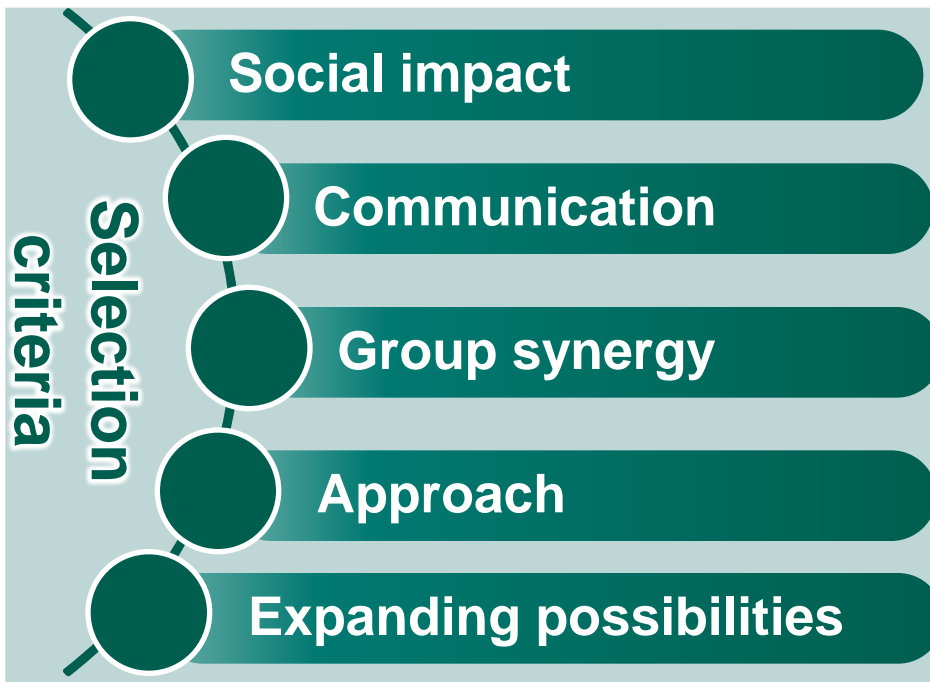 Selection
criteria
Social impact
Communication
Group synergy
Approach
Expanding possibilities